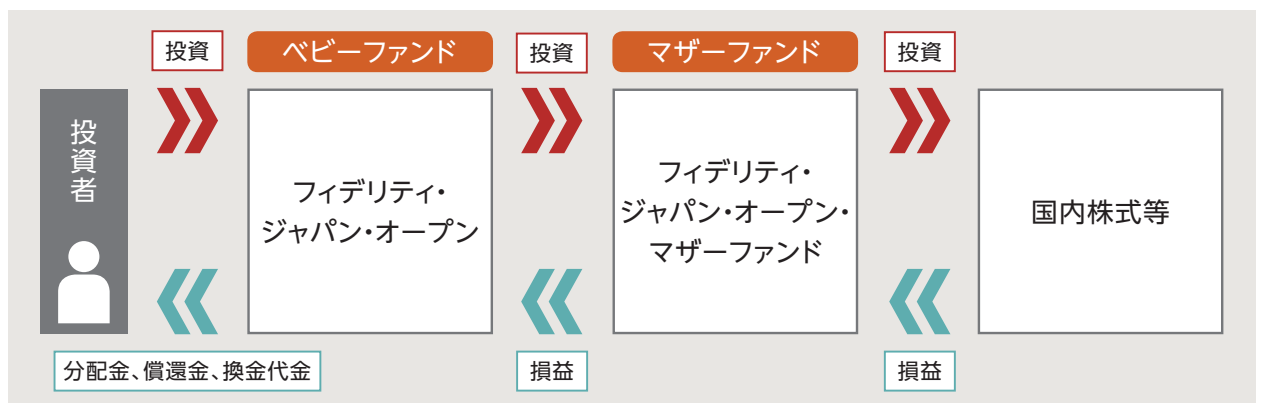 投資
ベビーファンド
投資
マザーファンド
投資
投資者
フィデリティ・
ジャパン・オープン
フィデリティ・
ジャパン・オープン・
マザーファンド
国内株式等
分配金、償還金、換金代金
損益
損益